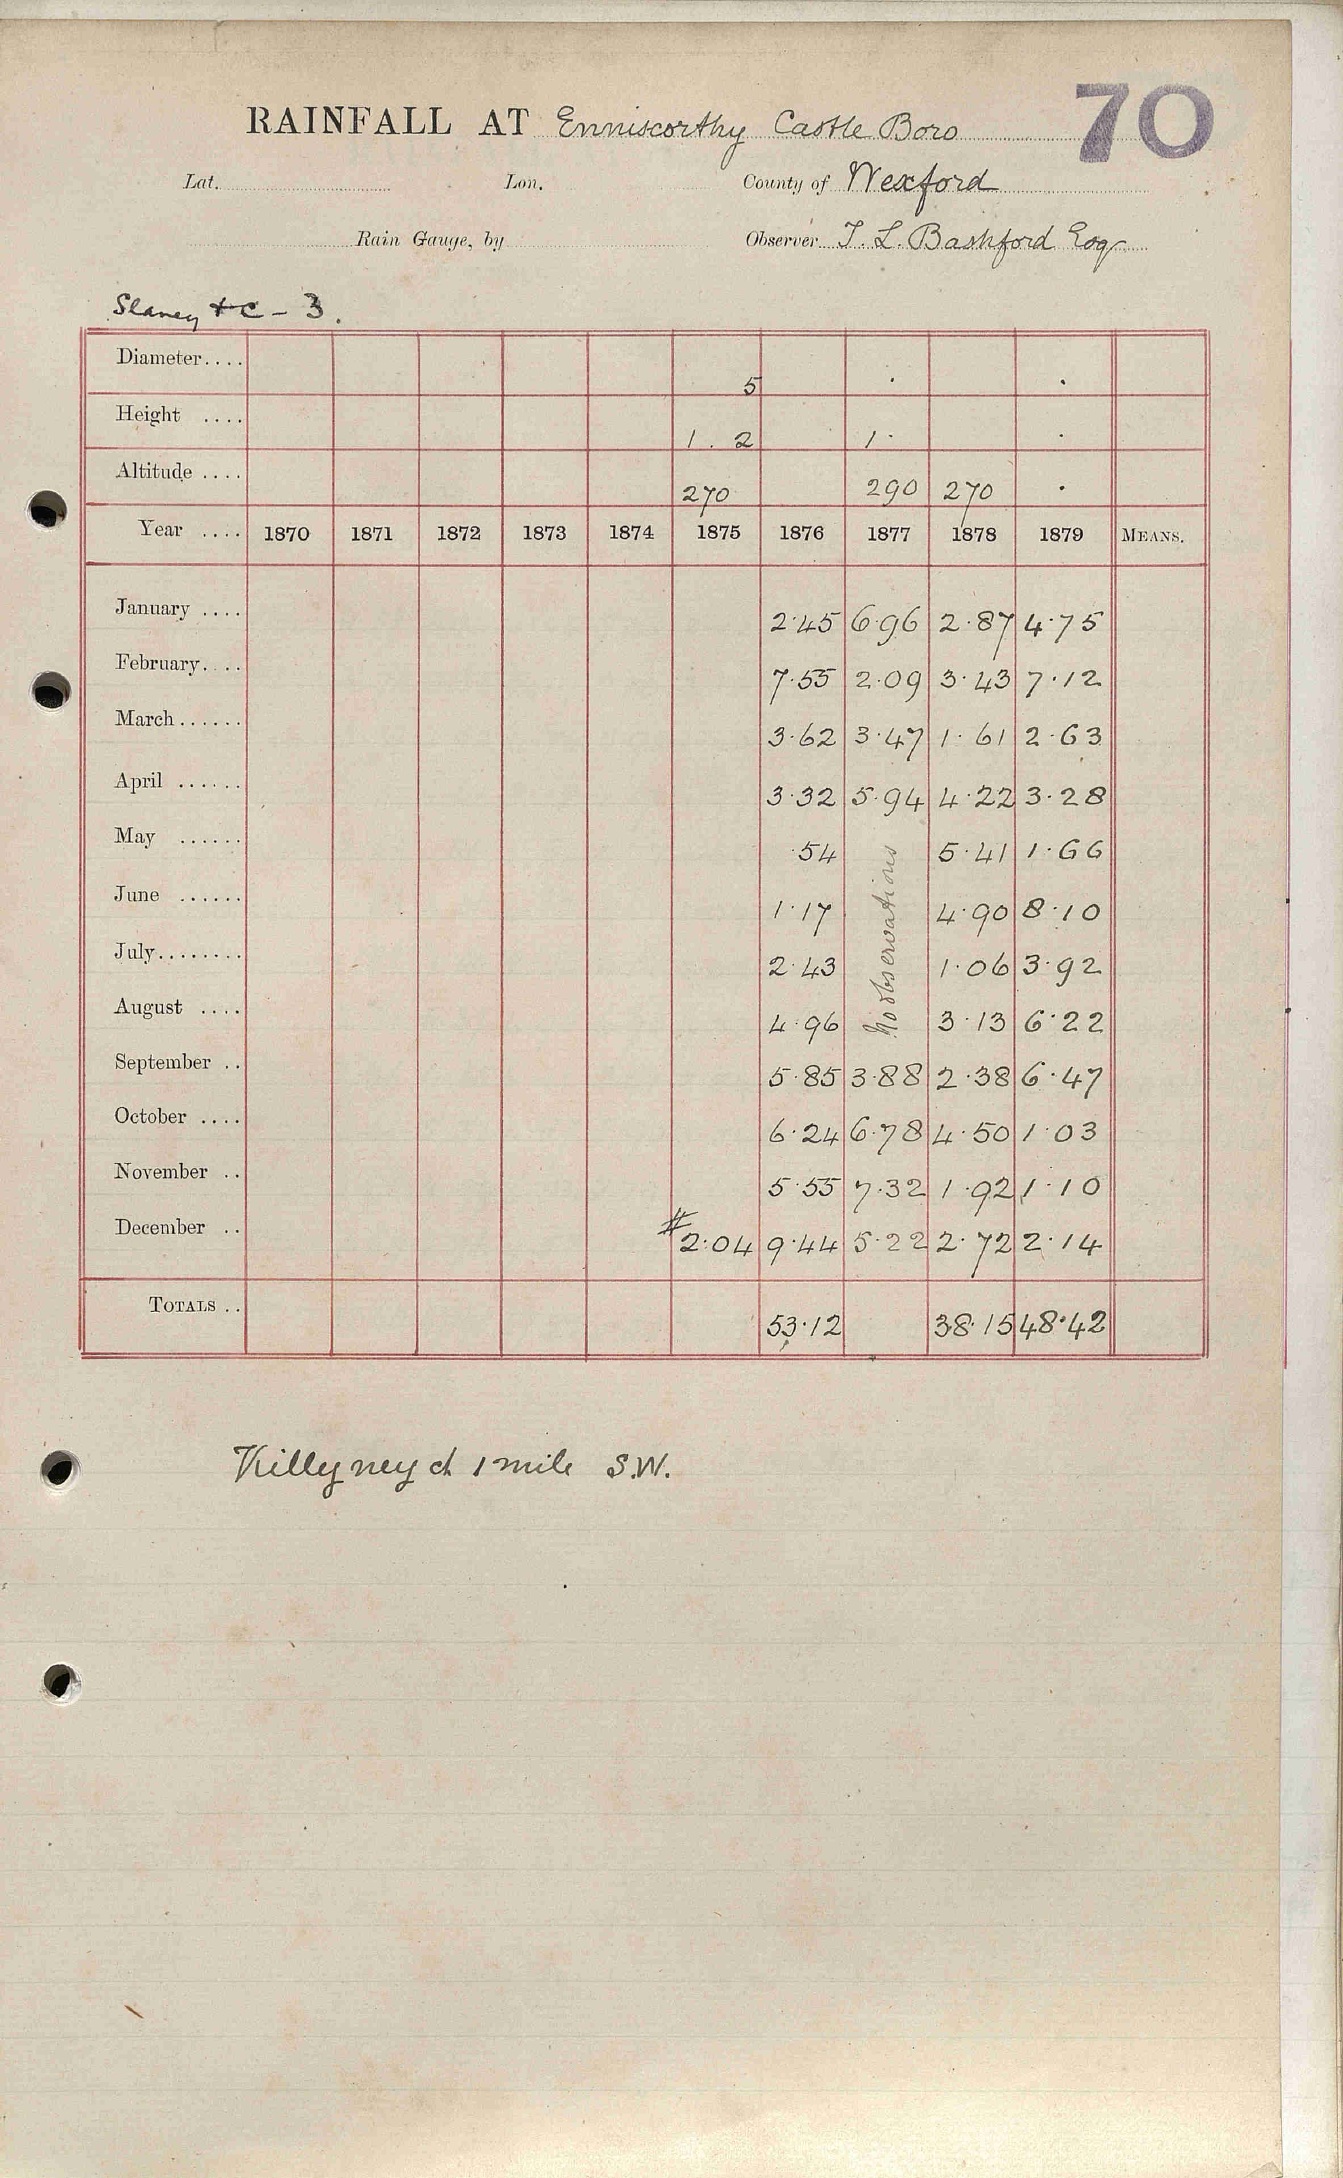 RAINFALL AT Enniscorthy Castle Boro 70
Lat. Lon. County of Wexford
Rain Gauge, by Observer T. L. Bashford Esq
Slaney +c - 3.
Diameter.... 5 . .
Height .... 1 . 2 1 . .
Altitude .... 270 290 270 .
Year .... 1870 1871 1872 1873 1874 1875 1876 1877 1878 1879 MEANS.
January .... 2.45 6.96 2.87 4.75
February.... 7.55 2.09 3.43 7.12
March...... 3.62 3.47 1.61 2.63
April ...... 3.32 5.94 4.22 3.28
May ...... .54 No observations 5.41 1.66
June ...... 1.17 4.90 8.10
July........ 2.43 1.06 3.92
August .... 4.96 3.13 6.22
September .. 5.85 3.88 2.38 6.47
October .... 6.24 6.78 4.50 1.03
November .. 5.55 7.32 1.92 1.10
December .. # 2.04 9.44 5.22 2.72 2.14
TOTALS .. 53.12 38.15 48.42
1 mile S.W.